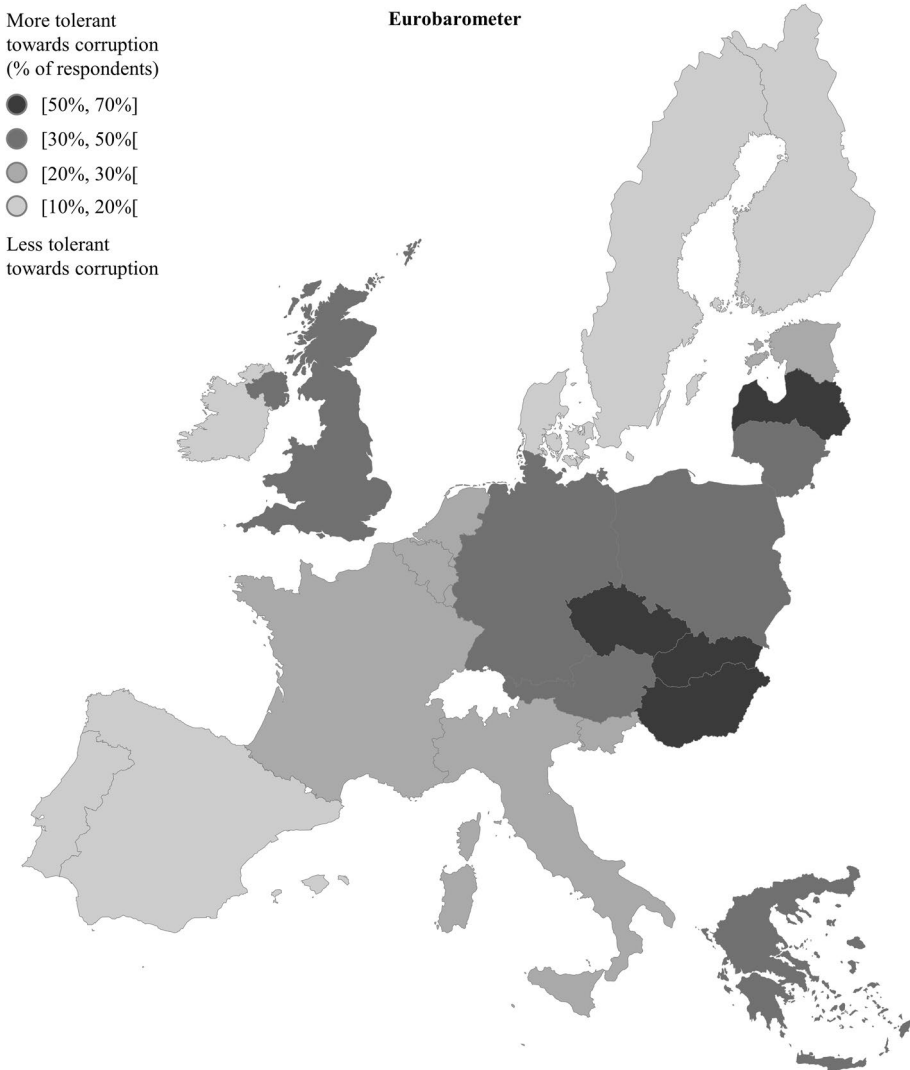 Eurobarometer
More tolerant
towards corruption
(% of respondents)
[50%, 70%]
[30%, 50%[
[20%, 30%[
[10%, 20%[
Less tolerant
towards corruption